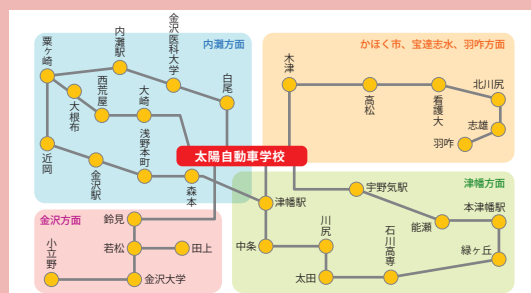 内灘方面
粟ヶ崎
内灘駅
金沢医科大学
白尾
西荒屋
大根布
大崎
近岡
金沢駅
浅野本町
森本
太陽自動車学校
かほく市、宝達志水、羽咋方面
木津
高松
看護大
北川尻
志雄
羽咋
金沢方面
鈴見
小立野
若松
田上
金沢大学
津幡方面
宇野気駅
津幡駅
能瀬
本津幡駅
中条
川尻
石川高専
緑ヶ丘
太田